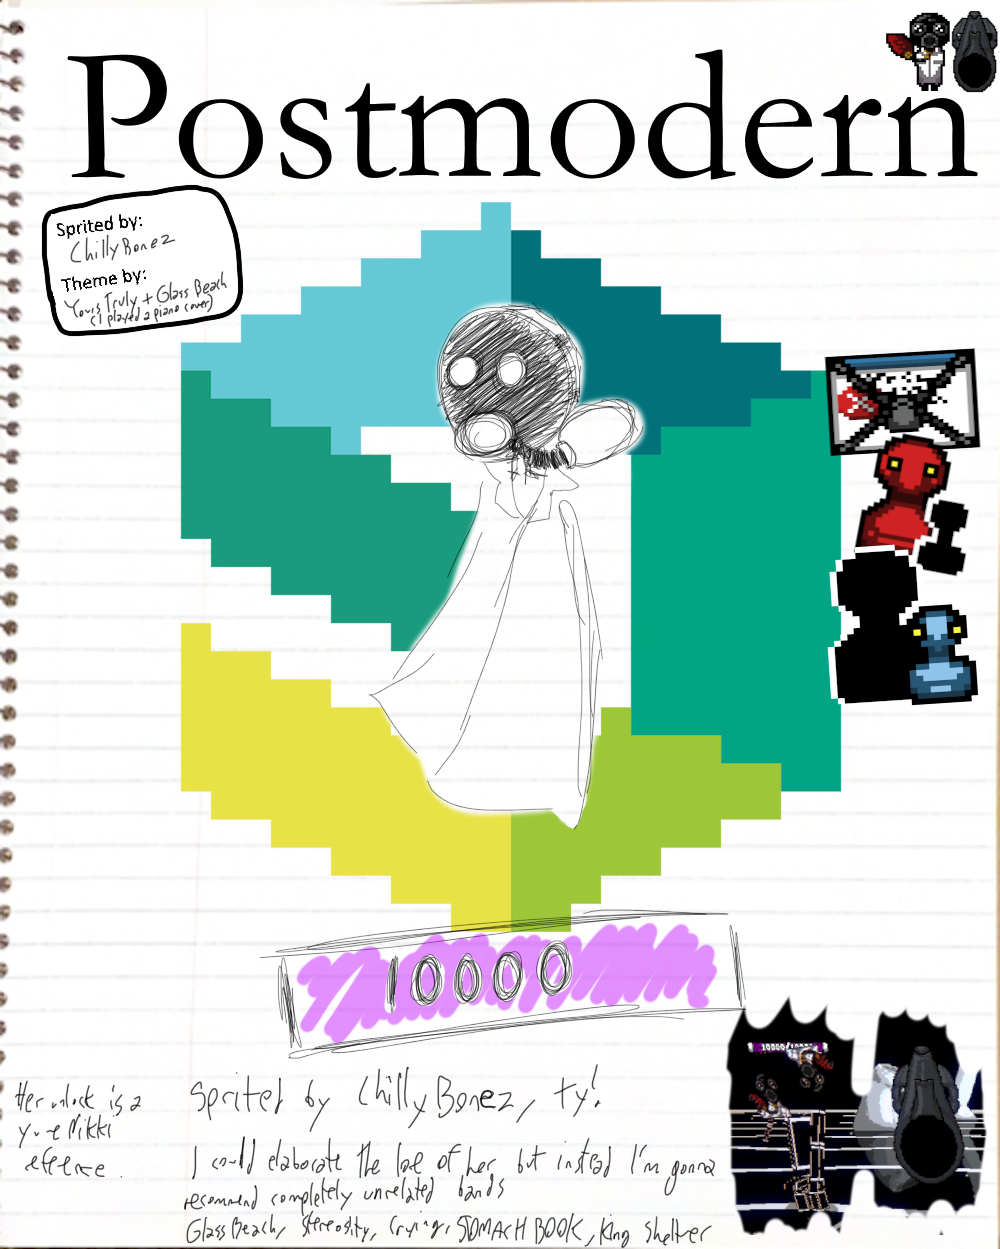 Postmodern
Sprited by:
ChillyBonez
Theme by:
Yours Truly + Glass Beach
(I played a piano cover)
10000
Her unlock is a
yume Nikki
reference.
Sprited by ChillyBonez, ty!
I could elaborate the lore of her, but instead I'm gonna
recommend completely unrelated bands
Glass Beach, Stereosity, Crying, STOMACH BOOK, King Sheltrer